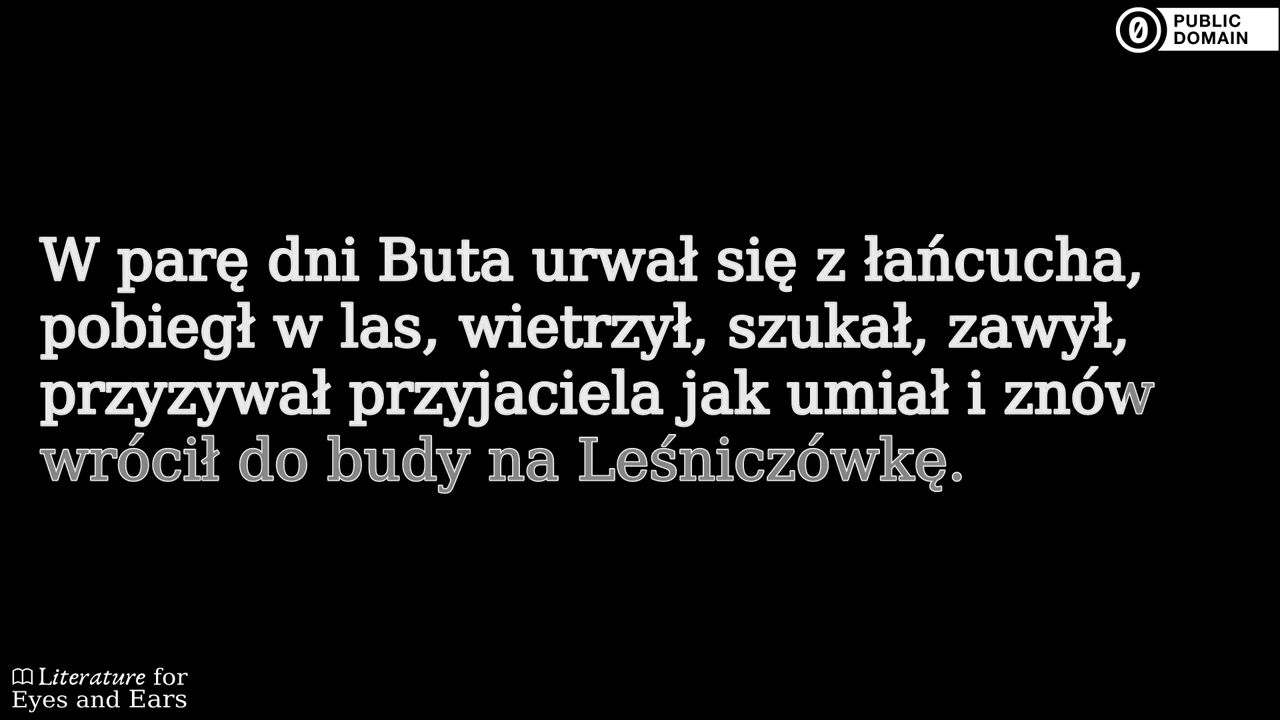 PUBLIC
DOMAIN
W parę dni Buta urwał się z łańcucha,
pobiegł w las, wietrzył, szukał, zawył,
przyzywał przyjaciela jak umiał i znów
wrócił do budy na Leśniczówkę.
Literature for
Eyes and Ears